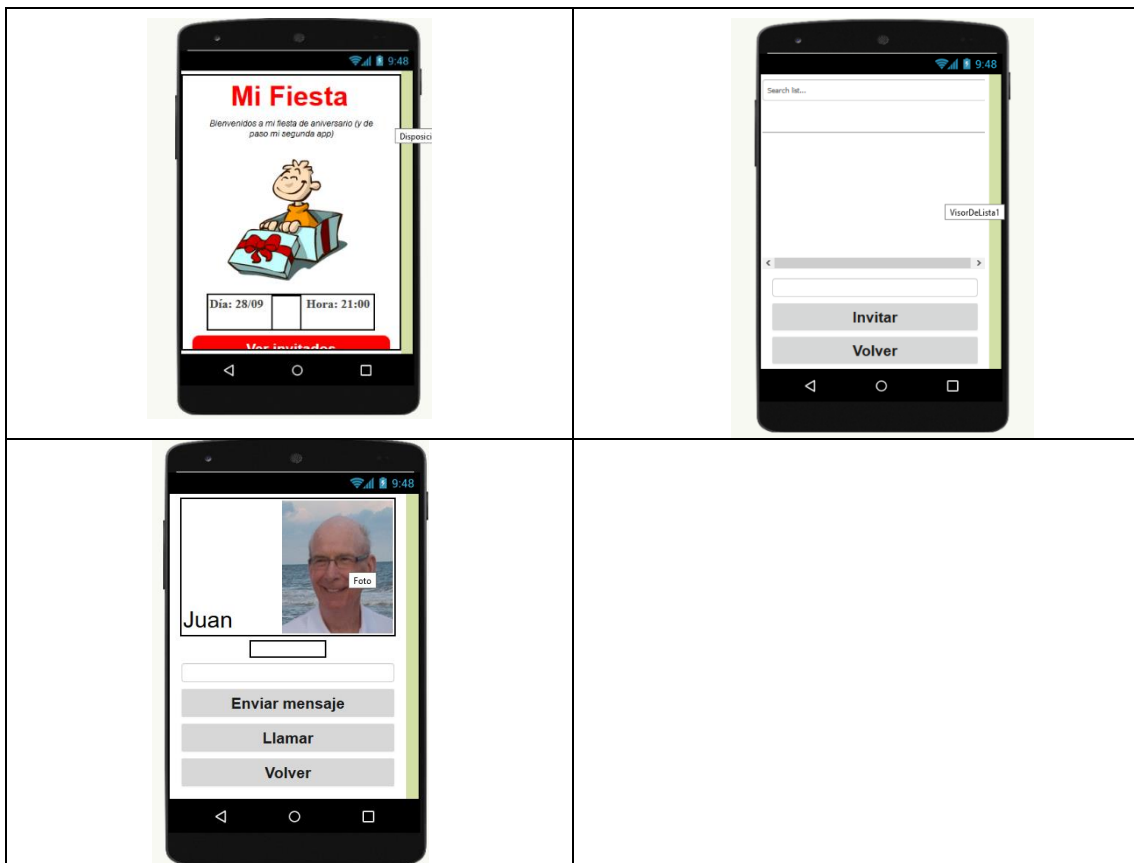 9:48
Mi Fiesta
Bienvenidos a mi fiesta de aniversario (y de
paso mi segunda app)
Disposici
Día: 28/09 Hora: 21:00
Ver invitados
9:48
Search list...
VisorDeLista1
Invitar
Volver
9:48
Foto
Juan
Enviar mensaje
Llamar
Volver